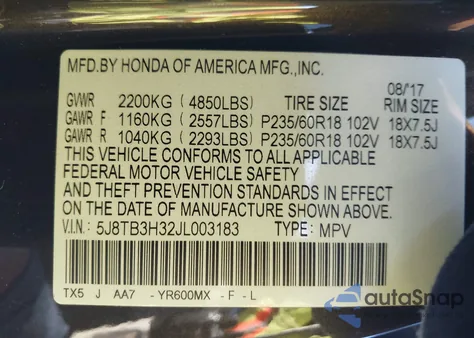 MFD.BY HONDA OF AMERICA MFG.,INC.
08/'17
GVWR 2200KG (4850LBS) TIRE SIZE RIM SIZE
GAWR F 1160KG (2557LBS) P235/60R18 102V 18X7.5J
GAWR R 1040KG (2293LBS) P235/60R18 102V 18X7.5J
THIS VEHICLE CONFORMS TO ALL APPLICABLE
FEDERAL MOTOR VEHICLE SAFETY
AND THEFT PREVENTION STANDARDS IN EFFECT
ON THE DATE OF MANUFACTURE SHOWN ABOVE.
V.I.N.: 5J8TB3H32JL003183 TYPE: MPV
TX5 J AA7 - YR600MX - F - L
autoSnap